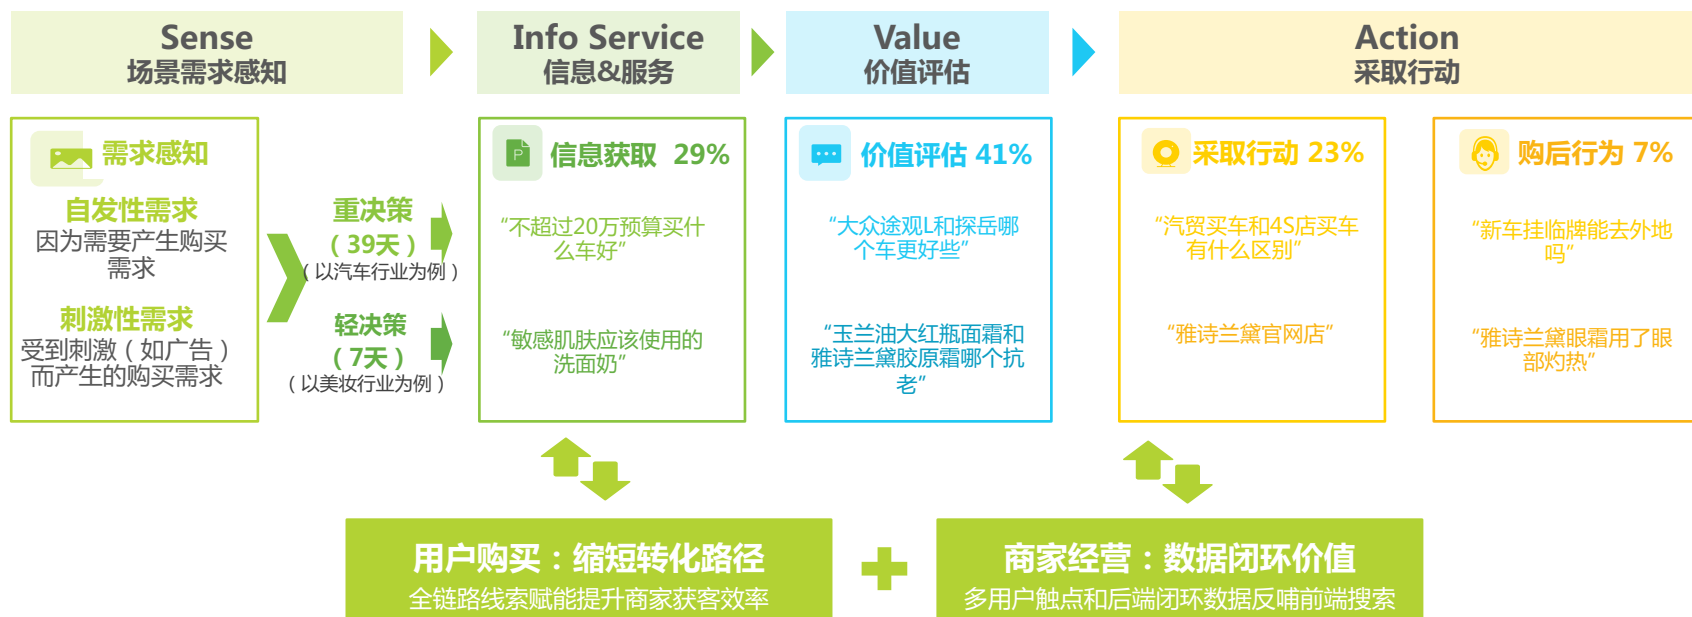 Sense
场景需求感知
Info Service
信息&服务
Value
价值评估
Action
采取行动
需求感知
自发性需求
因为需要产生购买
需求
刺激性需求
受到刺激（如广告）
而产生的购买需求
重决策
（39天）
（以汽车行业为例）
轻决策
（7天）
（以美妆行业为例）
P
信息获取 29%
“不超过20万预算买什
么车好”
“敏感肌肤应该使用的
洗面奶”
价值评估 41%
“大众途观L和探岳哪
个车更好些”
“玉兰油大红瓶面霜和
雅诗兰黛胶原霜哪个抗
老”
采取行动 23%
“汽贸买车和4S店买车
有什么区别”
“雅诗兰黛官网店”
购后行为 7%
“新车挂临牌能去外地
吗”
“雅诗兰黛眼霜用了眼
部灼热”
用户购买：缩短转化路径
全链路线索赋能提升商家获客效率
商家经营：数据闭环价值
多用户触点和后端闭环数据反哺前端搜索